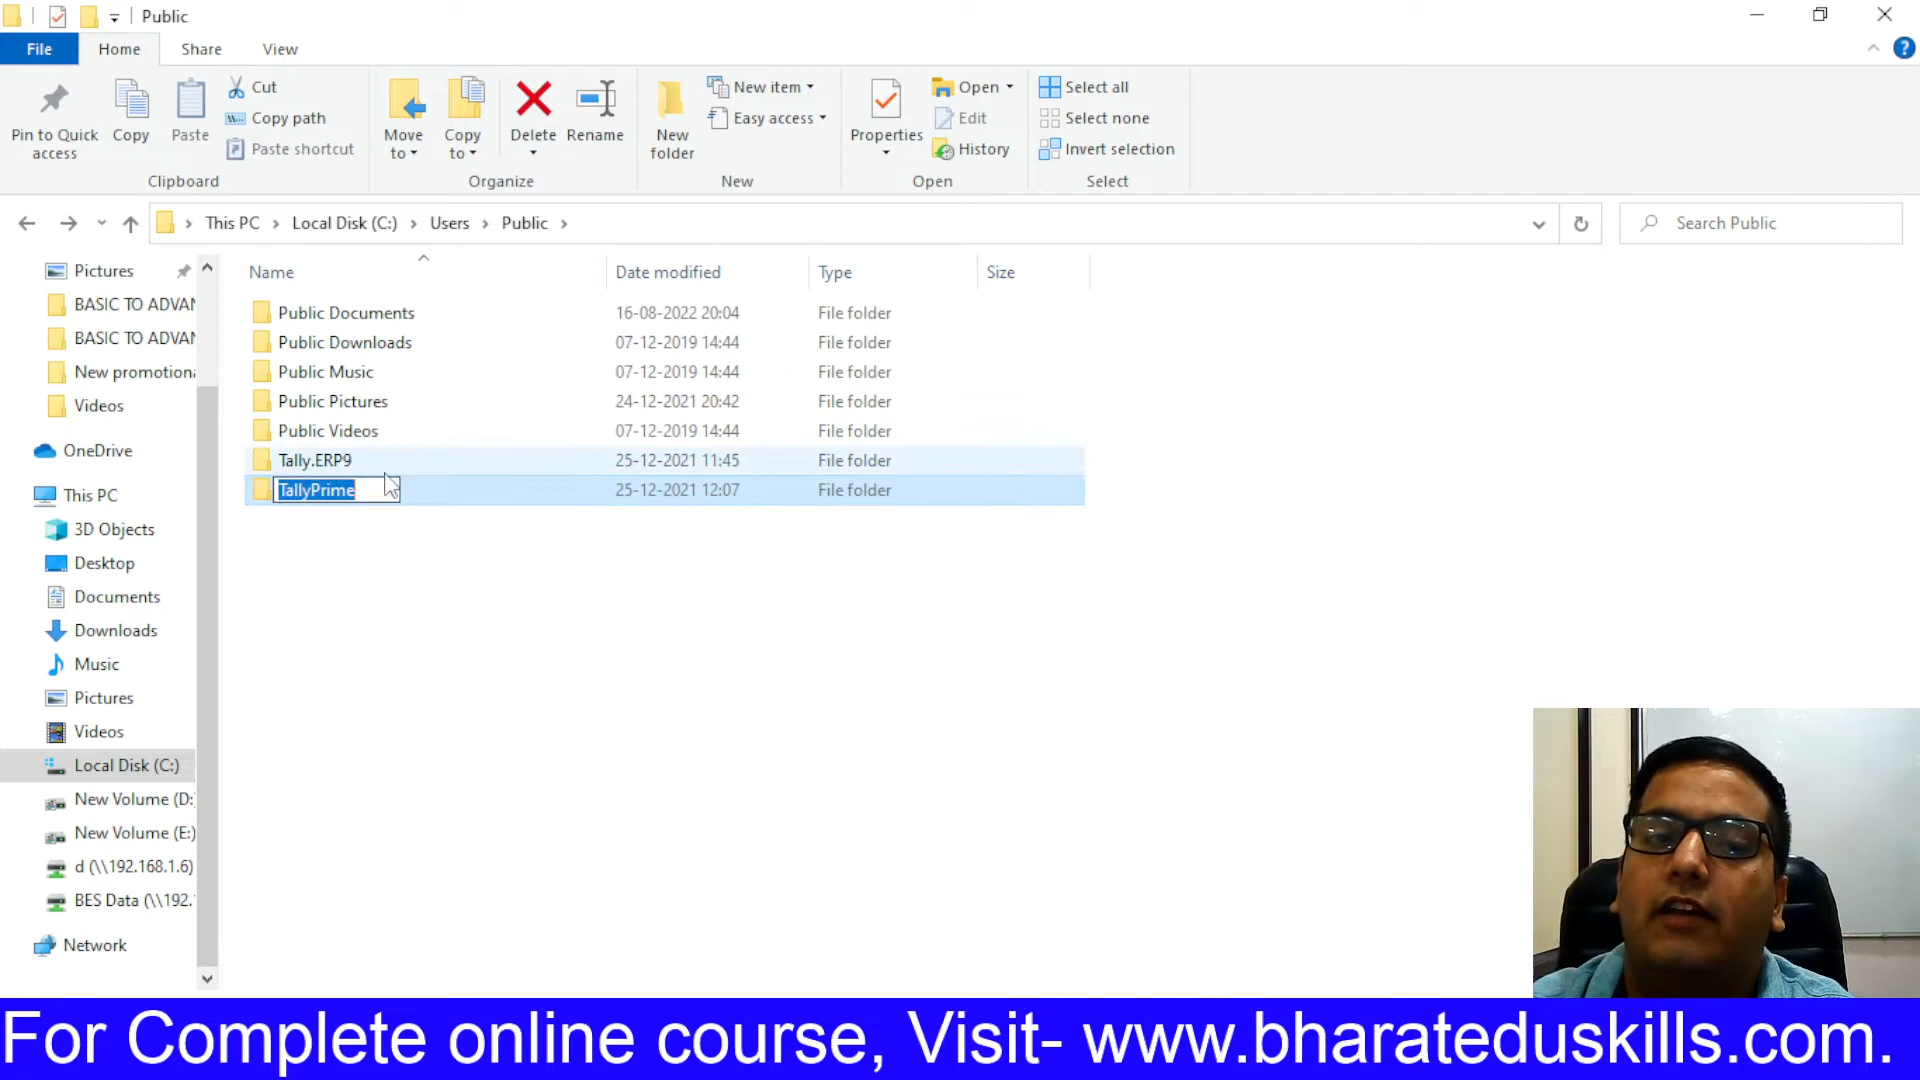 Public
File Home Share View
Pin to Quick access
Copy
Paste
Cut
Copy path
Paste shortcut
Clipboard
Move to
Copy to
Delete
Rename
Organize
New folder
New item
Easy access
New
Properties
Open
Edit
History
Open
Select all
Select none
Invert selection
Select
This PC > Local Disk (C:) > Users > Public >
Search Public
Name Date modified Type Size
Public Documents 16-08-2022 20:04 File folder
Public Downloads 07-12-2019 14:44 File folder
Public Music 07-12-2019 14:44 File folder
Public Pictures 24-12-2021 20:42 File folder
Public Videos 07-12-2019 14:44 File folder
Tally.ERP9 25-12-2021 11:45 File folder
TallyPrime 25-12-2021 12:07 File folder
Pictures
BASIC TO ADVAN
BASIC TO ADVAN
New promotiona
Videos
OneDrive
This PC
3D Objects
Desktop
Documents
Downloads
Music
Pictures
Videos
Local Disk (C:)
New Volume (D:
New Volume (E:)
d (\\192.168.1.6)
BES Data (\\192.
Network
For Complete online course, Visit- www.bharateduskills.com.